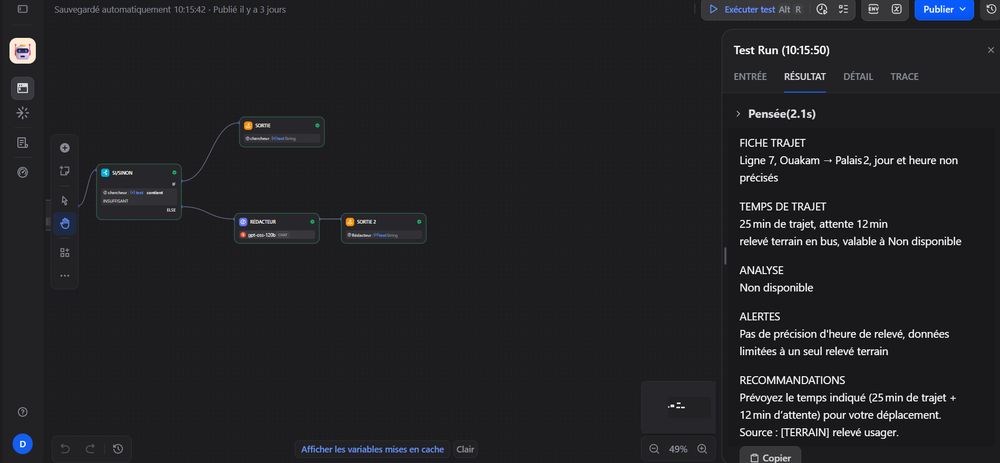 Sauvegardé automatiquement 10:15:42 · Publié il y a 3 jours
Exécuter test Alt R
ENV
Publier
Test Run (10:15:50)
ENTRÉE RÉSULTAT DÉTAIL TRACE
Pensée(2.1s)
FICHE TRAJET
Ligne 7, Ouakam → Palais 2, jour et heure non
précisés
TEMPS DE TRAJET
25 min de trajet, attente 12 min
relevé terrain en bus, valable à Non disponible
ANALYSE
Non disponible
ALERTES
Pas de précision d'heure de relevé, données
limitées à un seul relevé terrain
RECOMMANDATIONS
Prévoyez le temps indiqué (25 min de trajet +
12 min d’attente) pour votre déplacement.
Source : [TERRAIN] relevé usager.
Copier
SORTIE
chercheur / {x} text String
SI/SINON
IF
chercheur / {x} text contient
INSUFFISANT
ELSE
RÉDACTEUR
gpt-oss-120b CHAT
SORTIE 2
Rédacteur / {x} text String
D
Afficher les variables mises en cache
Clair
49%